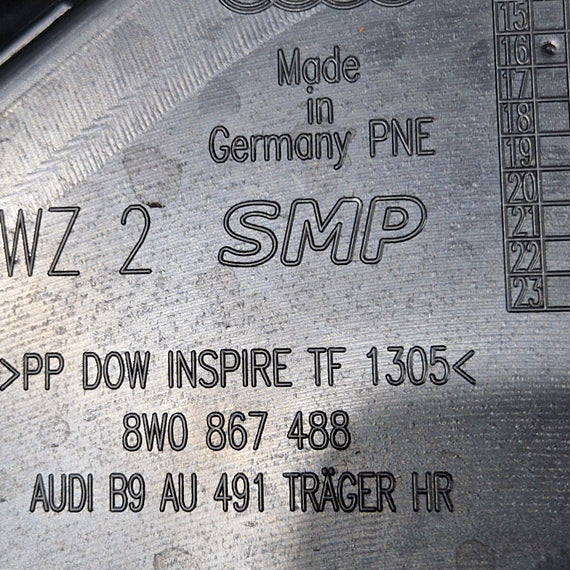 Made
in
Germany PNE
WZ 2 SMP
>PP DOW INSPIRE TF 1305<
8W0 867 488
AUDI B9 AU 491 TRÄGER HR
15
16
17
18
19
20
21
22
23